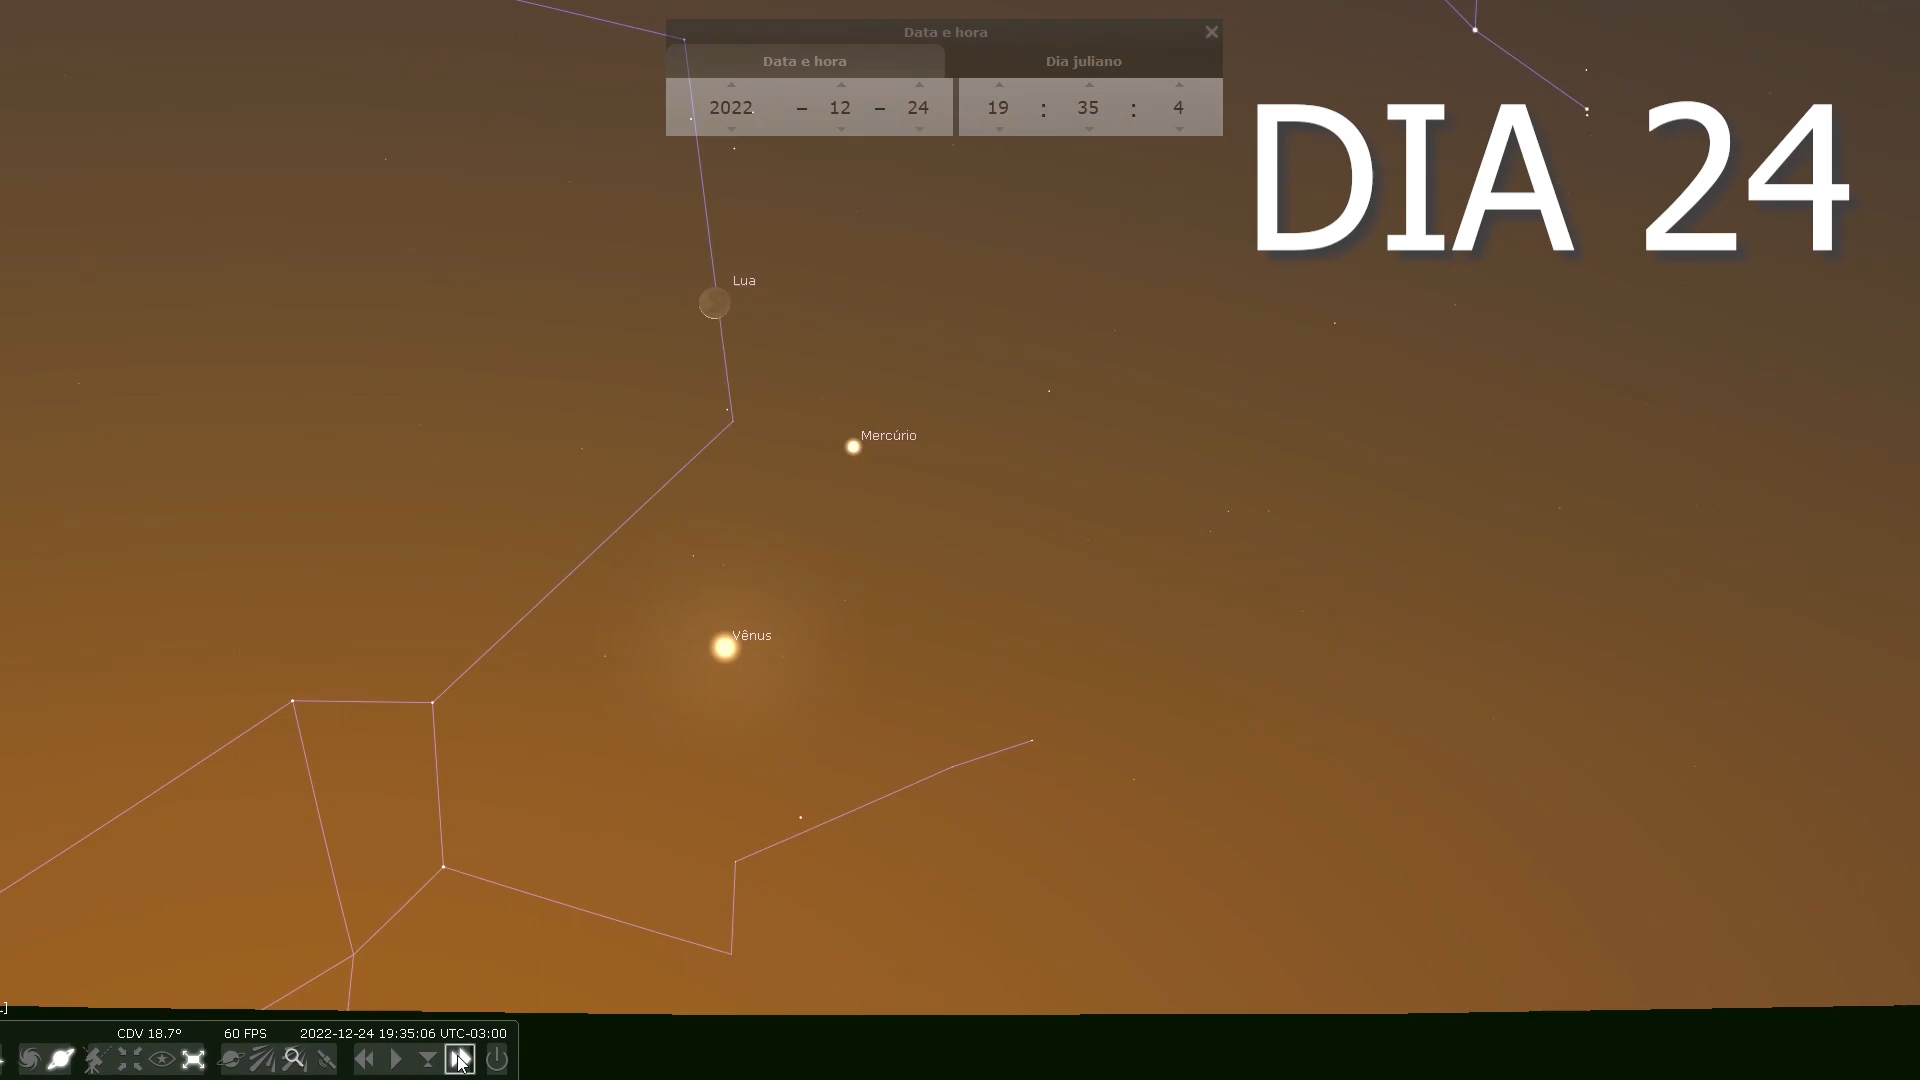 Data e hora
Data e hora Dia juliano
2022 - 12 - 24 19 : 35 : 4
DIA 24
Lua
Mercúrio
Vênus
CDV 18.7° 60 FPS 2022-12-24 19:35:06 UTC-03:00